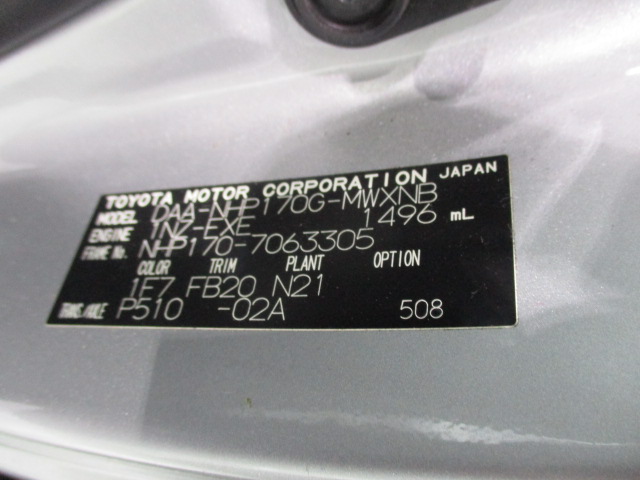 TOYOTA MOTOR CORPORATION JAPAN
MODEL DAA-NHP170G-MWXNB
ENGINE 1NZ-FXE 1496 mL
FRAME No. NHP170-7063305
COLOR TRIM PLANT OPTION
1F7 FB20 N21
TRANS/AXLE P510 -02A 508